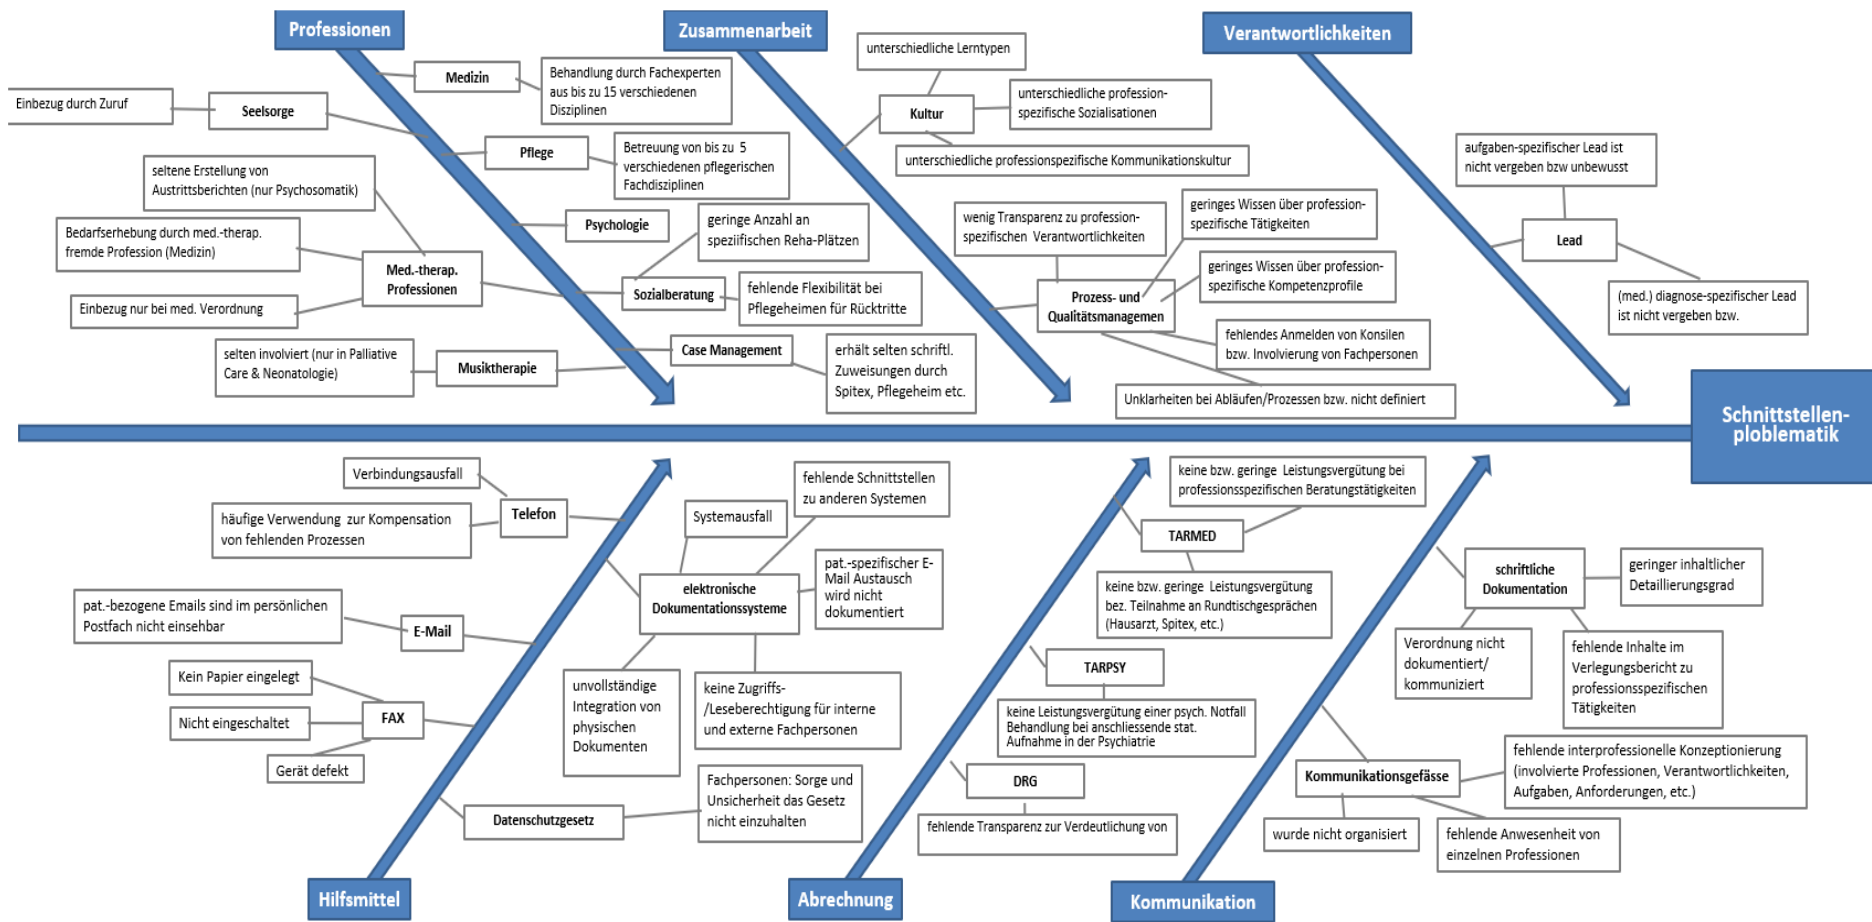 Professionen
Zusammenarbeit
Verantwortlichkeiten
Medizin
Behandlung durch Fachexperten
aus bis zu 15 verschiedenen
Disziplinen
Einbezug durch Zuruf
Seelsorge
Pflege
Betreuung von bis zu 5
verschiedenen pflegerischen
Fachdisziplinen
seltene Erstellung von
Austrittsberichten (nur Psychosomatik)
Psychologie
Bedarfserhebung durch med.-therap.
fremde Profession (Medizin)
Med.-therap.
Professionen
Einbezug nur bei med. Verordnung
geringe Anzahl an
speziifischen Reha-Plätzen
Sozialberatung
fehlende Flexibilität bei
Pflegeheimen für Rücktritte
selten involviert (nur in Palliative
Care & Neonatologie)
Musiktherapie
Case Management
erhält selten schriftl.
Zuweisungen durch
Spitex, Pflegeheim etc.
unterschiedliche Lerntypen
Kultur
unterschiedliche profession-
spezifische Sozialisationen
unterschiedliche professionspezifische Kommunikationskultur
wenig Transparenz zu profession-
spezifischen Verantwortlichkeiten
geringes Wissen über profession-
spezifische Tätigkeiten
geringes Wissen über profession-
spezifische Kompetenzprofile
Prozess- und
Qualitätsmanagemen
fehlendes Anmelden von Konsilen
bzw. Involvierung von Fachpersonen
Unklarheiten bei Abläufen/Prozessen bzw. nicht definiert
aufgaben-spezifischer Lead ist
nicht vergeben bzw unbewusst
Lead
(med.) diagnose-spezifischer Lead
ist nicht vergeben bzw.
Schnittstellen-
ploblematik
Verbindungsausfall
Telefon
häufige Verwendung zur Kompensation
von fehlenden Prozessen
fehlende Schnittstellen
zu anderen Systemen
Systemausfall
elektronische
Dokumentationssysteme
pat.-spezifischer E-
Mail Austausch
wird nicht
dokumentiert
pat.-bezogene Emails sind im persönlichen
Postfach nicht einsehbar
E-Mail
Kein Papier eingelegt
Nicht eingeschaltet
FAX
Gerät defekt
unvollständige
Integration von
physischen
Dokumenten
keine Zugriffs-
/Leseberechtigung für interne
und externe Fachpersonen
Datenschutzgesetz
Fachpersonen: Sorge und
Unsicherheit das Gesetz
nicht einzuhalten
keine bzw. geringe Leistungsvergütung bei
professionsspezifischen Beratungstätigkeiten
TARMED
keine bzw. geringe Leistungsvergütung
bez. Teilnahme an Rundtischgesprächen
(Hausarzt, Spitex, etc.)
TARPSY
keine Leistungsvergütung einer psych. Notfall
Behandlung bei anschliessende stat.
Aufnahme in der Psychiatrie
DRG
fehlende Transparenz zur Verdeutlichung von
schriftliche
Dokumentation
geringer inhaltlicher
Detaillierungsgrad
Verordnung nicht
dokumentiert/
kommuniziert
fehlende Inhalte im
Verlegungsbericht zu
professionsspezifischen
Tätigkeiten
Kommunikationsgefässe
fehlende interprofessionelle Konzeptionierung
(involvierte Professionen, Verantwortlichkeiten,
Aufgaben, Anforderungen, etc.)
wurde nicht organisiert
fehlende Anwesenheit von
einzelnen Professionen
Hilfsmittel
Abrechnung
Kommunikation